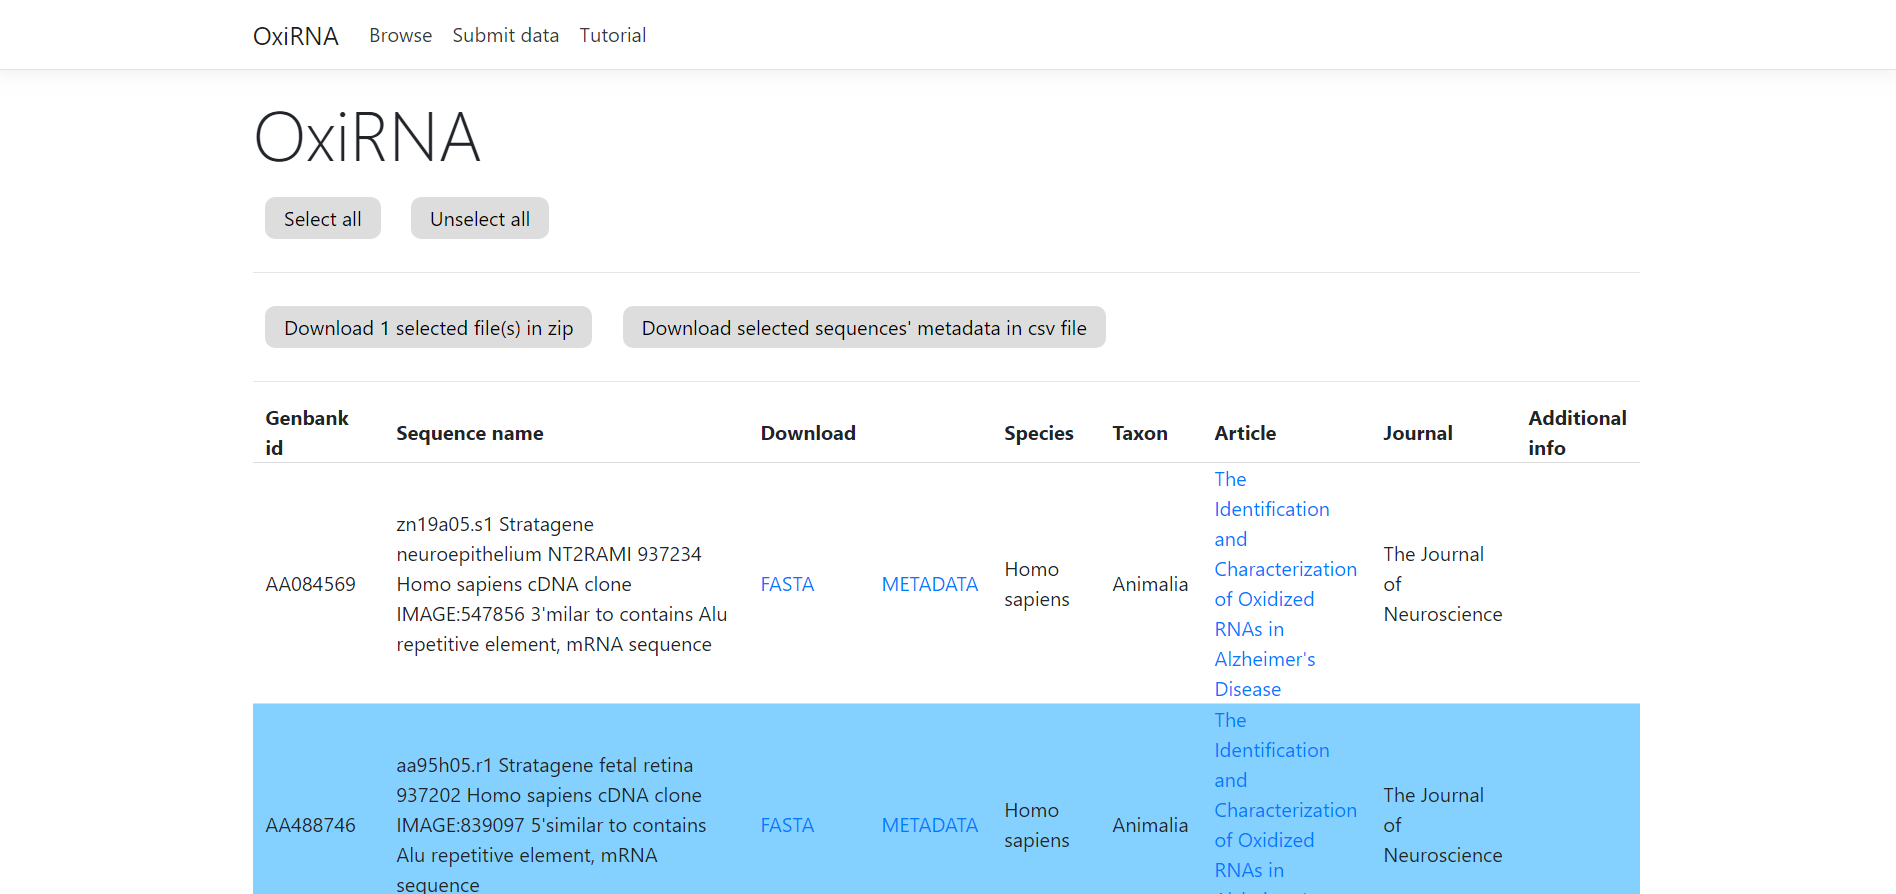 OxiRNA Browse Submit data Tutorial
OxiRNA
Select all Unselect all
Download 1 selected file(s) in zip Download selected sequences' metadata in csv file
Genbank
id
Sequence name
Download
Species
Taxon
Article
Journal
Additional
info
AA084569
zn19a05.s1 Stratagene
neuroepithelium NT2RAMI 937234
Homo sapiens cDNA clone
IMAGE:547856 3'milar to contains Alu
repetitive element, mRNA sequence
FASTA
METADATA
Homo
sapiens
Animalia
The
Identification
and
Characterization
of Oxidized
RNAs in
Alzheimer's
Disease
The Journal
of
Neuroscience
AA488746
aa95h05.r1 Stratagene fetal retina
937202 Homo sapiens cDNA clone
IMAGE:839097 5'similar to contains
Alu repetitive element, mRNA
sequence
FASTA
METADATA
Homo
sapiens
Animalia
The
Identification
and
Characterization
of Oxidized
RNAs in
The Journal
of
Neuroscience